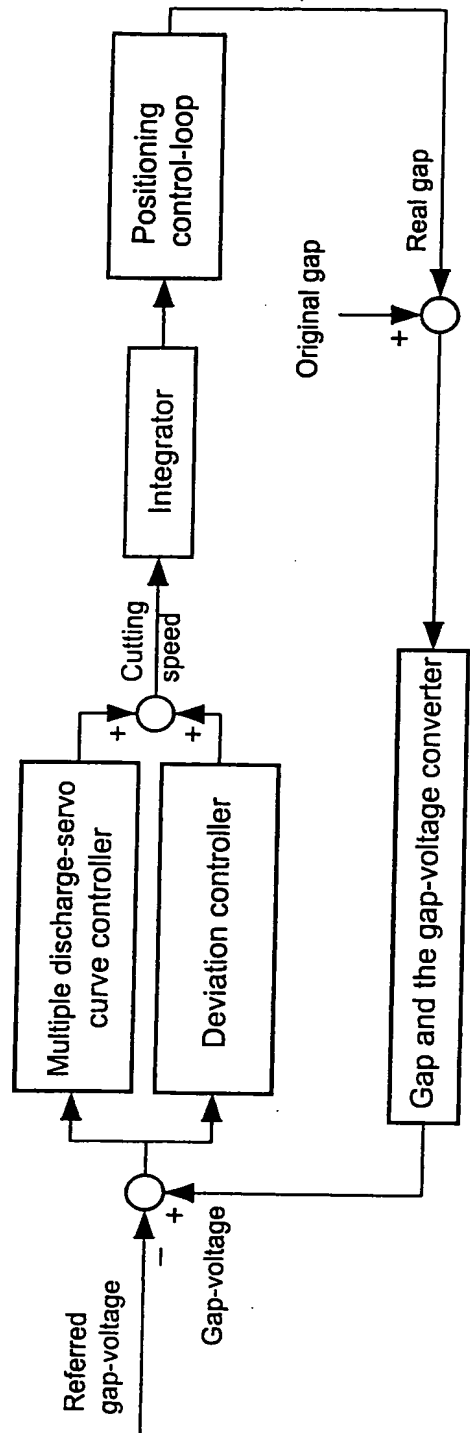 Referred
gap-voltage
−
+
Gap-voltage
Multiple discharge-servo
curve controller
Deviation controller
+
+
Cutting
speed
Integrator
Positioning
control-loop
Original gap
+
Real gap
Gap and the gap-voltage converter